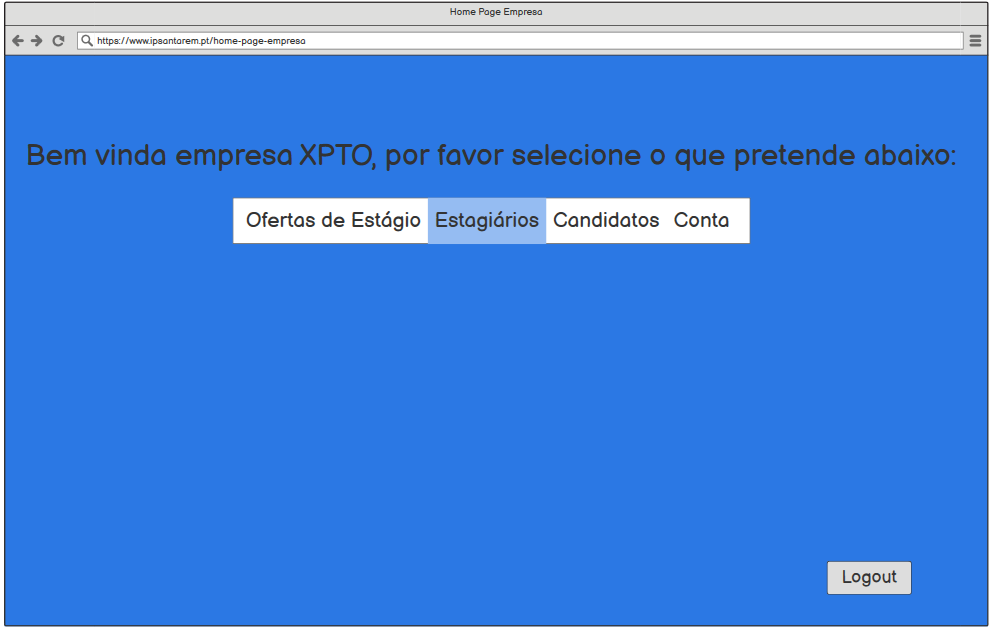 Home Page Empresa
https://www.ipsantarem.pt/home-page-empresa
Bem vinda empresa XPTO, por favor selecione o que pretende abaixo:
Ofertas de Estágio Estagiários Candidatos Conta
Logout